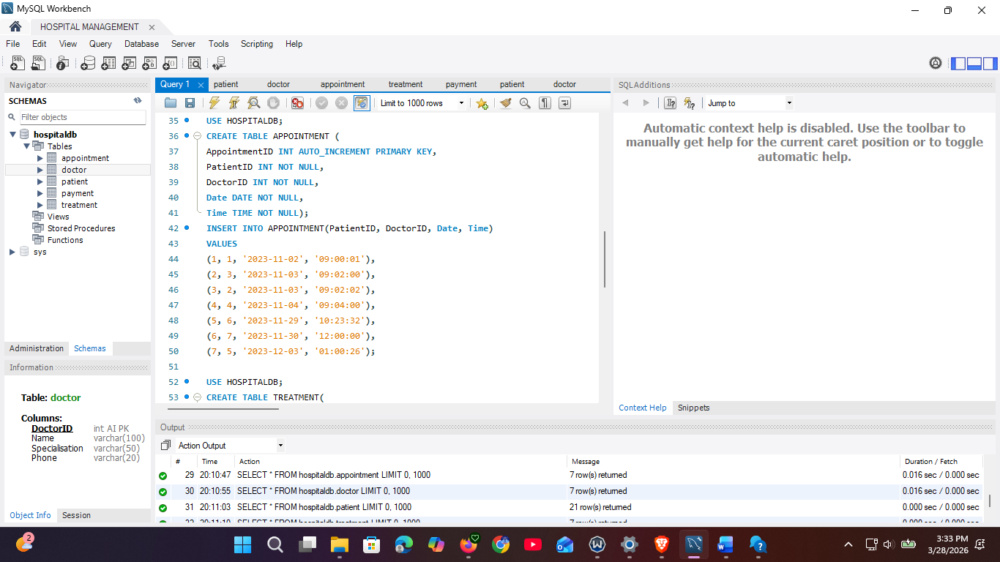 MySQL Workbench
HOSPITAL MANAGEMENT
File Edit View Query Database Server Tools Scripting Help
Navigator
SCHEMAS
Filter objects
hospitaldb
Tables
appointment
doctor
patient
payment
treatment
Views
Stored Procedures
Functions
sys
Administration Schemas
Information
Table: doctor
Columns:
DoctorID int AI PK
Name varchar(100)
Specialisation varchar(50)
Phone varchar(20)
Object Info Session
Query 1 patient doctor appointment treatment payment patient doctor
Limit to 1000 rows
35 USE HOSPITALDB;
36 CREATE TABLE APPOINTMENT (
37 AppointmentID INT AUTO_INCREMENT PRIMARY KEY,
38 PatientID INT NOT NULL,
39 DoctorID INT NOT NULL,
40 Date DATE NOT NULL,
41 Time TIME NOT NULL);
42 INSERT INTO APPOINTMENT(PatientID, DoctorID, Date, Time)
43 VALUES
44 (1, 1, '2023-11-02', '09:00:01'),
45 (2, 3, '2023-11-03', '09:02:00'),
46 (3, 2, '2023-11-03', '09:02:02'),
47 (4, 4, '2023-11-04', '09:04:00'),
48 (5, 6, '2023-11-29', '10:23:32'),
49 (6, 7, '2023-11-30', '12:00:00'),
50 (7, 5, '2023-12-03', '01:00:26');
51
52 USE HOSPITALDB;
53 CREATE TABLE TREATMENT(
SQL Additions
Jump to
Automatic context help is disabled. Use the toolbar to
manually get help for the current caret position or to toggle
automatic help.
Context Help Snippets
Output
Action Output
# Time Action Message Duration / Fetch
29 20:10:47 SELECT * FROM hospitaldb.appointment LIMIT 0, 1000 7 row(s) returned 0.016 sec / 0.000 sec
30 20:10:55 SELECT * FROM hospitaldb.doctor LIMIT 0, 1000 7 row(s) returned 0.016 sec / 0.000 sec
31 20:11:03 SELECT * FROM hospitaldb.patient LIMIT 0, 1000 21 row(s) returned 0.000 sec / 0.000 sec
2
3:33 PM
3/28/2026